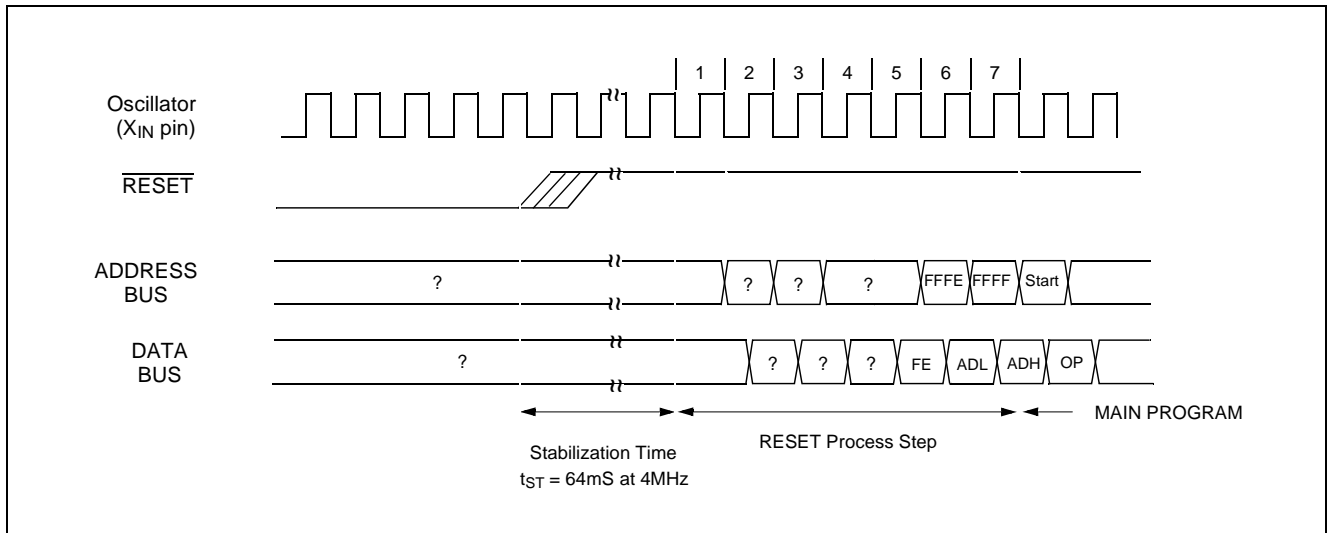 1 2 3 4 5 6 7
Oscillator
(XIN pin)
RESET
ADDRESS
BUS
? ? ? ? FFFE FFFF Start
DATA
BUS
? ? ? ? FE ADL ADH OP
MAIN PROGRAM
Stabilization Time
tST = 64mS at 4MHz
RESET Process Step